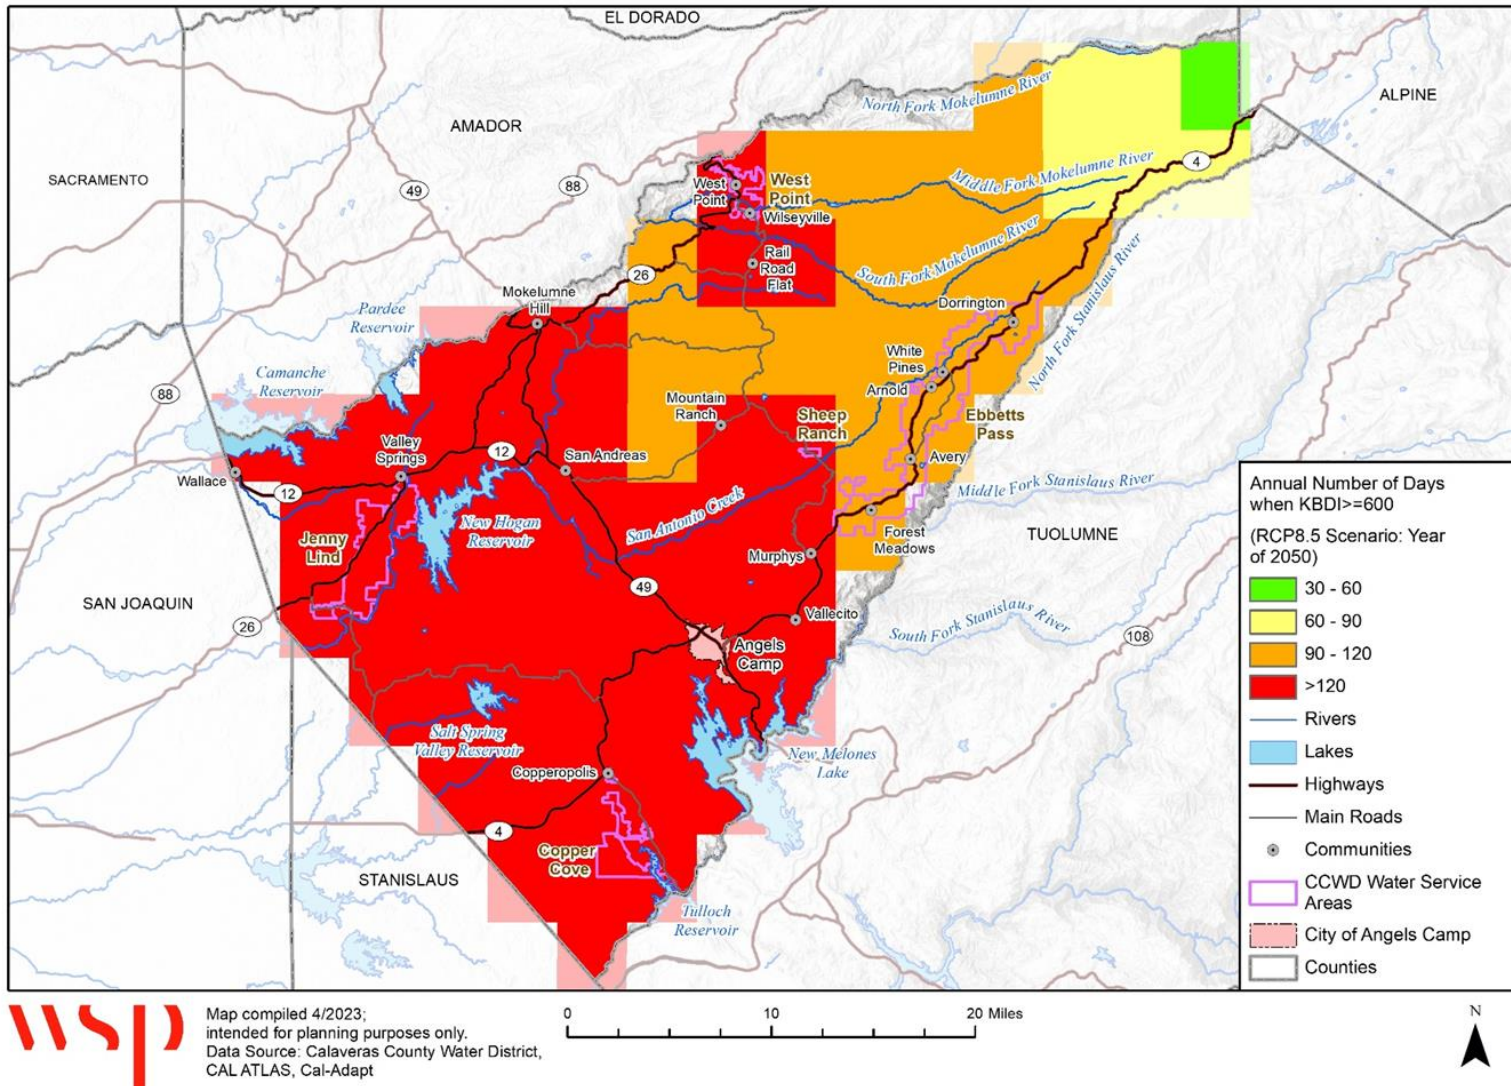 EL DORADO
ALPINE
AMADOR
SACRAMENTO
North Fork Mokelumne River
Middle Fork Mokelumne River
4
49
88
West
Point
West
Point
Wilseyville
South Fork Mokelumne River
Rail
Road
Flat
26
Mokelumne
Hill
Pardee
Reservoir
Dorrington
North Fork Stanislaus River
Camanche
Reservoir
White
Pines
Arnold
88
Mountain
Ranch
Sheep
Ranch
Ebbetts
Pass
Valley
Springs
12
San Andreas
Avery
Wallace
12
Middle Fork Stanislaus River
San Antonio Creek
New Hogan
Reservoir
Jenny
Lind
Forest
Meadows
TUOLUMNE
Murphys
49
SAN JOAQUIN
26
Vallecito
South Fork Stanislaus River
108
Angels
Camp
Salt Spring
Valley Reservoir
New Melones
Lake
Copperopolis
4
Copper
Cove
STANISLAUS
Tulloch
Reservoir
Annual Number of Days
when KBDI>=600
(RCP8.5 Scenario: Year
of 2050)
30 - 60
60 - 90
90 - 120
>120
Rivers
Lakes
Highways
Main Roads
Communities
CCWD Water Service
Areas
City of Angels Camp
Counties
wsp
Map compiled 4/2023;
intended for planning purposes only.
Data Source: Calaveras County Water District,
CAL ATLAS, Cal-Adapt
0 10 20 Miles
N